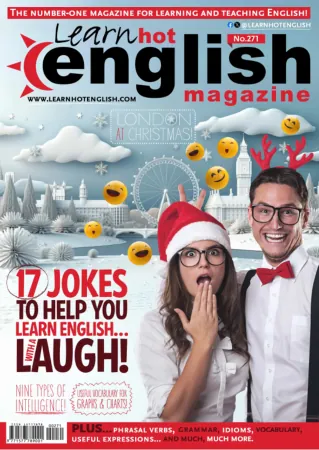 THE NUMBER-ONE MAGAZINE FOR LEARNING AND TEACHING ENGLISH!
@LEARNHOTENGLISH
Learn hot
No.271
english
magazine
WWW.LEARNHOTENGLISH.COM
LONDON
AT CHRISTMAS!
17 JOKES
TO HELP YOU
LEARN ENGLISH...
WITH A
LAUGH!
NINE TYPES OF
INTELLIGENCE!
USEFUL VOCABULARY FOR
GRAPHS & CHARTS!
PLUS... PHRASAL VERBS, GRAMMAR, IDIOMS, VOCABULARY,
USEFUL EXPRESSIONS... AND MUCH, MUCH MORE.